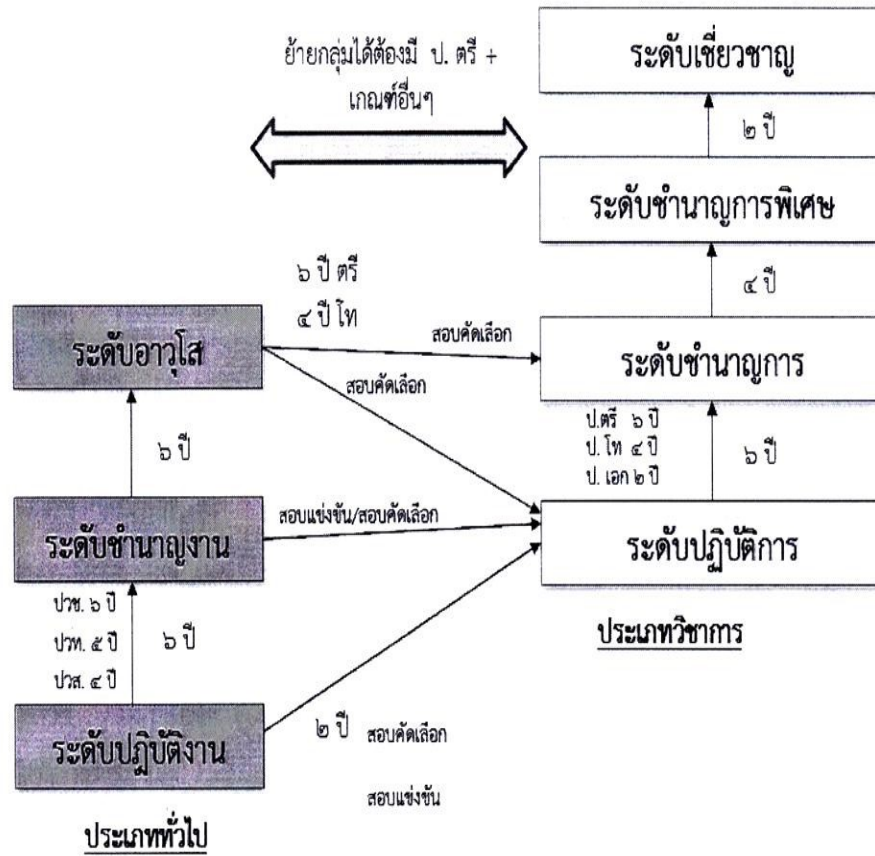 ย้ายกลุ่มได้ต้องมี ป. ตรี +
เกณฑ์อื่นๆ
ระดับเชี่ยวชาญ
๒ ปี
ระดับชำนาญการพิเศษ
๔ ปี
๖ ปี ตรี
๔ ปี โท
ระดับอาวุโส
สอบคัดเลือก
ระดับชำนาญการ
สอบคัดเลือก
ป.ตรี ๖ ปี
ป. โท ๔ ปี
ป. เอก ๒ ปี
๖ ปี
๖ ปี
ระดับชำนาญงาน
สอบแข่งขัน/สอบคัดเลือก
ระดับปฏิบัติการ
ประเภทวิชาการ
ปวช. ๖ ปี
ปวท. ๕ ปี
ปวส. ๔ ปี
๖ ปี
ระดับปฏิบัติงาน
๒ ปี สอบคัดเลือก
สอบแข่งขัน
ประเภททั่วไป